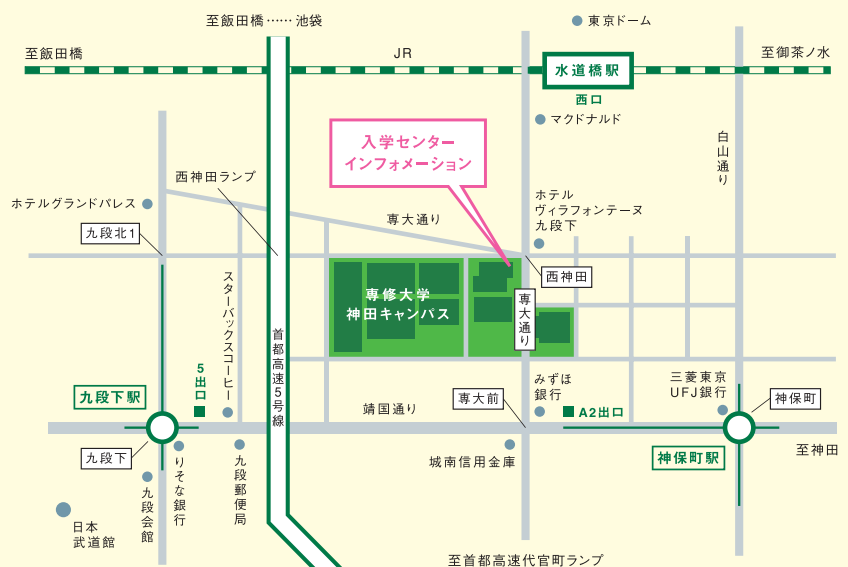 至飯田橋……池袋
東京ドーム
至飯田橋
JR
至御茶ノ水
水道橋駅
西口
マクドナルド
入学センター
インフォメーション
白山通り
西神田ランプ
ホテルグランドパレス
専大通り
ホテル
ヴィラフォンテーヌ
九段下
九段北1
西神田
スターバックスコーヒー
専修大学
神田キャンパス
専大通り
首都高速5号線
5出口
九段下駅
みずほ
銀行
三菱東京
UFJ銀行
専大前
神保町
靖国通り
A2出口
九段下
りそな銀行
九段郵便局
城南信用金庫
神保町駅
至神田
九段会館
日本
武道館
至首都高速代官町ランプ